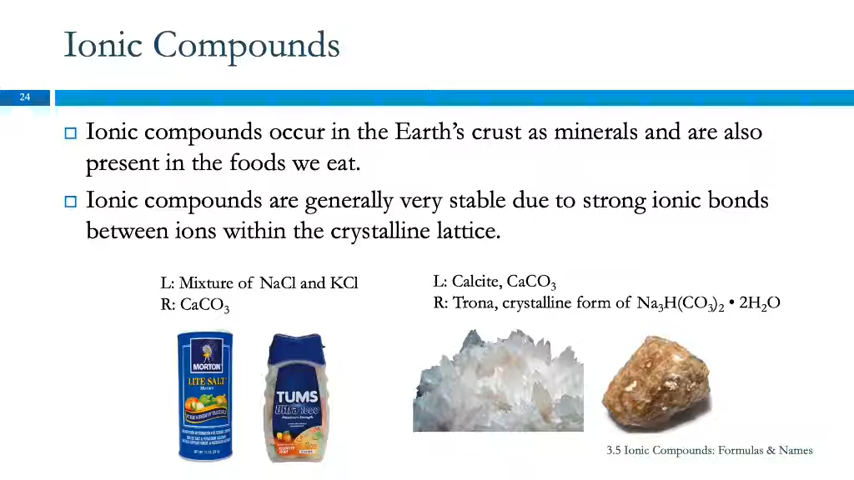 Ionic Compounds
24
Ionic compounds occur in the Earth's crust as minerals and are also
present in the foods we eat.
Ionic compounds are generally very stable due to strong ionic bonds
between ions within the crystalline lattice.
L: Mixture of NaCl and KCl
R: CaCO₃
L: Calcite, CaCO₃
R: Trona, crystalline form of Na₃H(CO₃)₂ • 2H₂O
MORTON
LITE SALT
TUMS
Ultra 1000
3.5 Ionic Compounds: Formulas & Names